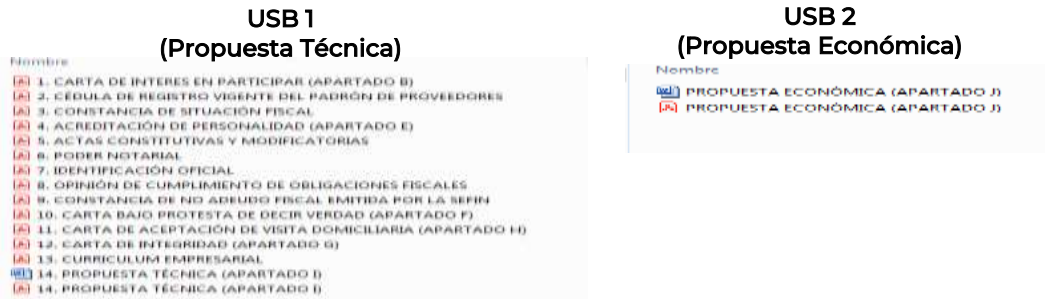 USB 1
(Propuesta Técnica)
Nombre
1. CARTA DE INTERES EN PARTICIPAR (APARTADO B)
2. CÉDULA DE REGISTRO VIGENTE DEL PADRÓN DE PROVEEDORES
3. CONSTANCIA DE SITUACIÓN FISCAL
4. ACREDITACIÓN DE PERSONALIDAD (APARTADO E)
5. ACTAS CONSTITUTIVAS Y MODIFICATORIAS
6. PODER NOTARIAL
7. IDENTIFICACIÓN OFICIAL
8. OPINIÓN DE CUMPLIMIENTO DE OBLIGACIONES FISCALES
9. CONSTANCIA DE NO ADEUDO FISCAL EMITIDA POR LA SEFIN
10. CARTA BAJO PROTESTA DE DECIR VERDAD (APARTADO F)
11. CARTA DE ACEPTACIÓN DE VISITA DOMICILIARIA (APARTADO H)
12. CARTA DE INTEGRIDAD (APARTADO G)
13. CURRICULUM EMPRESARIAL
14. PROPUESTA TÉCNICA (APARTADO I)
14. PROPUESTA TÉCNICA (APARTADO I)
USB 2
(Propuesta Económica)
Nombre
PROPUESTA ECONÓMICA (APARTADO J)
PROPUESTA ECONÓMICA (APARTADO J)